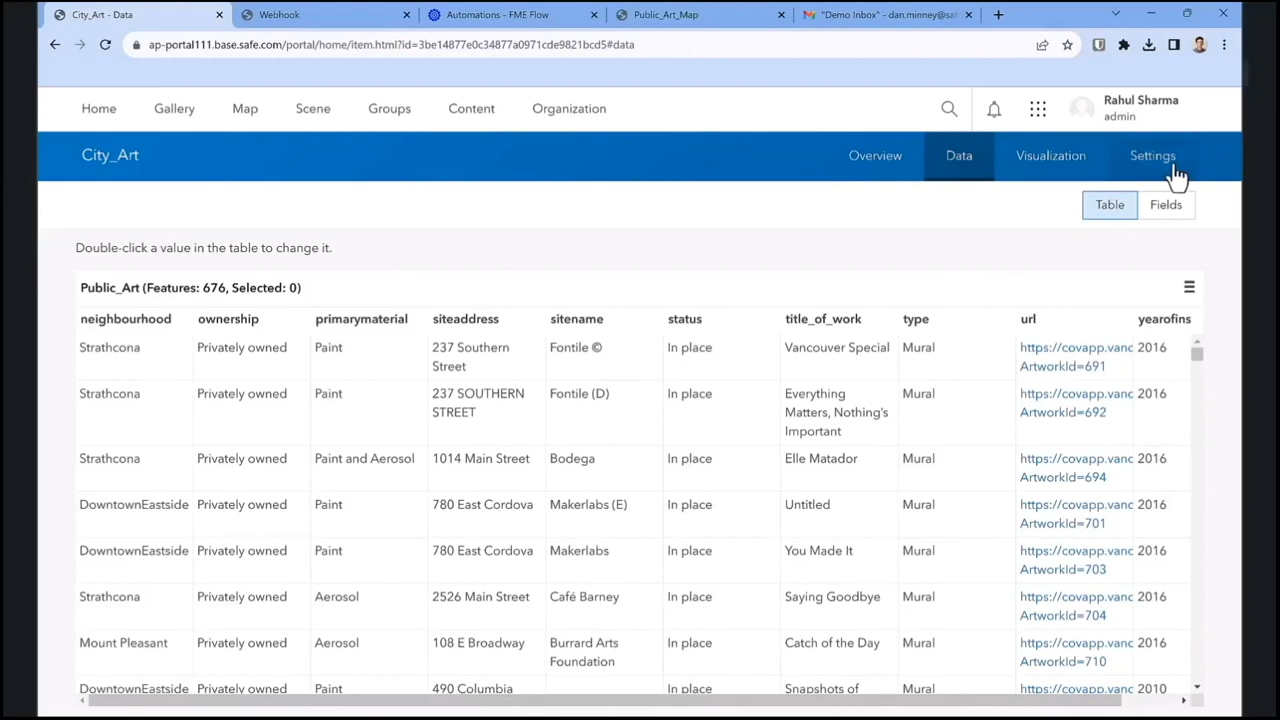 City_Art - Data
Webhook
Automations - FME Flow
Public_Art_Map
"Demo Inbox" - dan.minney@saf
ap-portal111.base.safe.com/portal/home/item.html?id=3be14877e0c34877a0971cde9821bcd5#data
Home Gallery Map Scene Groups Content Organization
Rahul Sharma
admin
City_Art
Overview Data Visualization Settings
Table Fields
Double-click a value in the table to change it.
Public_Art (Features: 676, Selected: 0)
neighbourhood ownership primarymaterial siteaddress sitename status title_of_work type url yearofins
Strathcona Privately owned Paint 237 Southern Fontile © In place Vancouver Special Mural https://covapp.vanc 2016
Street ArtworkId=691
Strathcona Privately owned Paint 237 SOUTHERN Fontile (D) In place Everything Mural https://covapp.vanc 2016
STREET Matters, Nothing's ArtworkId=692
Important
Strathcona Privately owned Paint and Aerosol 1014 Main Street Bodega In place Elle Matador Mural https://covapp.vanc 2016
ArtworkId=694
DowntownEastside Privately owned Paint 780 East Cordova Makerlabs (E) In place Untitled Mural https://covapp.vanc 2016
ArtworkId=701
DowntownEastside Privately owned Paint 780 East Cordova Makerlabs In place You Made It Mural https://covapp.vanc 2016
ArtworkId=703
Strathcona Privately owned Aerosol 2526 Main Street Café Barney In place Saying Goodbye Mural https://covapp.vanc 2016
ArtworkId=704
Mount Pleasant Privately owned Aerosol 108 E Broadway Burrard Arts In place Catch of the Day Mural https://covapp.vanc 2016
Foundation ArtworkId=710
DowntownEastside Privately owned Paint 490 Columbia In place Snapshots of Mural https://covapp.vanc 2010